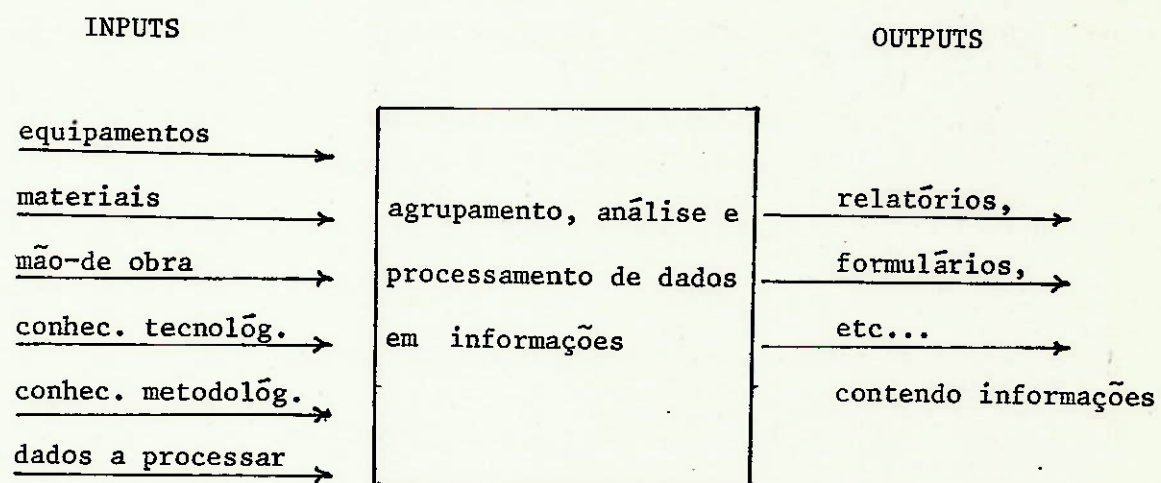 INPUTS
OUTPUTS
equipamentos
materiais
mão-de obra
conhec. tecnológ.
conhec. metodológ.
dados a processar
agrupamento, análise e
processamento de dados
em informações
relatórios,
formulários,
etc...
contendo informações